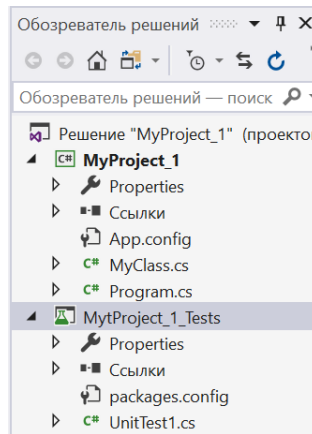 Обозреватель решений
Обозреватель решений — поиск
Решение "MyProject_1" (проекто
C# MyProject_1
Properties
Ссылки
App.config
C# MyClass.cs
C# Program.cs
MytProject_1_Tests
Properties
Ссылки
packages.config
C# UnitTest1.cs